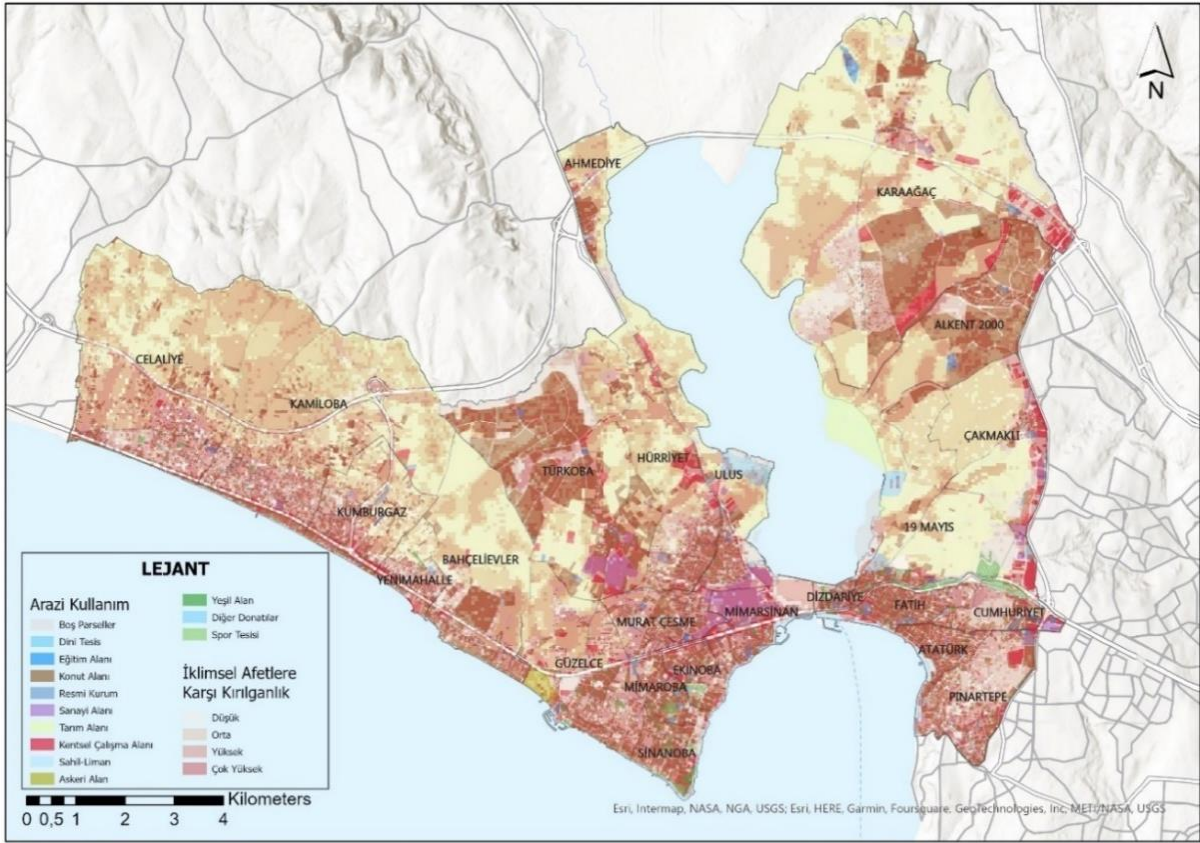 N
AHMEDİYE
KARAAĞAÇ
ALKENT 2000
CELALİYE
KAMİLOBA
ÇAKMAKLI
HÜRRİYET
TÜRKOBA
ULUS
KUMBURGAZ
19 MAYIS
BAHÇELİEVLER
YENIMAHALLE
DİZDARİYE
FATİH
MİMARSİNAN
CUMHURİYET
MURAT ÇEŞME
ATATÜRK
GÜZELCE
EKİNOBA
MİMAROBA
PINARTEPE
SİNANOBA
LEJANT
Arazi Kullanım
Boş Parseller
Dini Tesis
Eğitim Alanı
Konut Alanı
Resmi Kurum
Sanayi Alanı
Tarım Alanı
Kentsel Çalışma Alanı
Sahil-Liman
Askeri Alan
Yeşil Alan
Diğer Donatılar
Spor Tesisi
İklimsel Afetlere
Karşı Kırılganlık
Düşük
Orta
Yüksek
Çok Yüksek
Kilometers
0 0,5 1 2 3 4
Esri, Intermap, NASA, NGA, USGS; Esri, HERE, Garmin, Foursquare, GeoTechnologies, Inc, METI/NASA, USGS